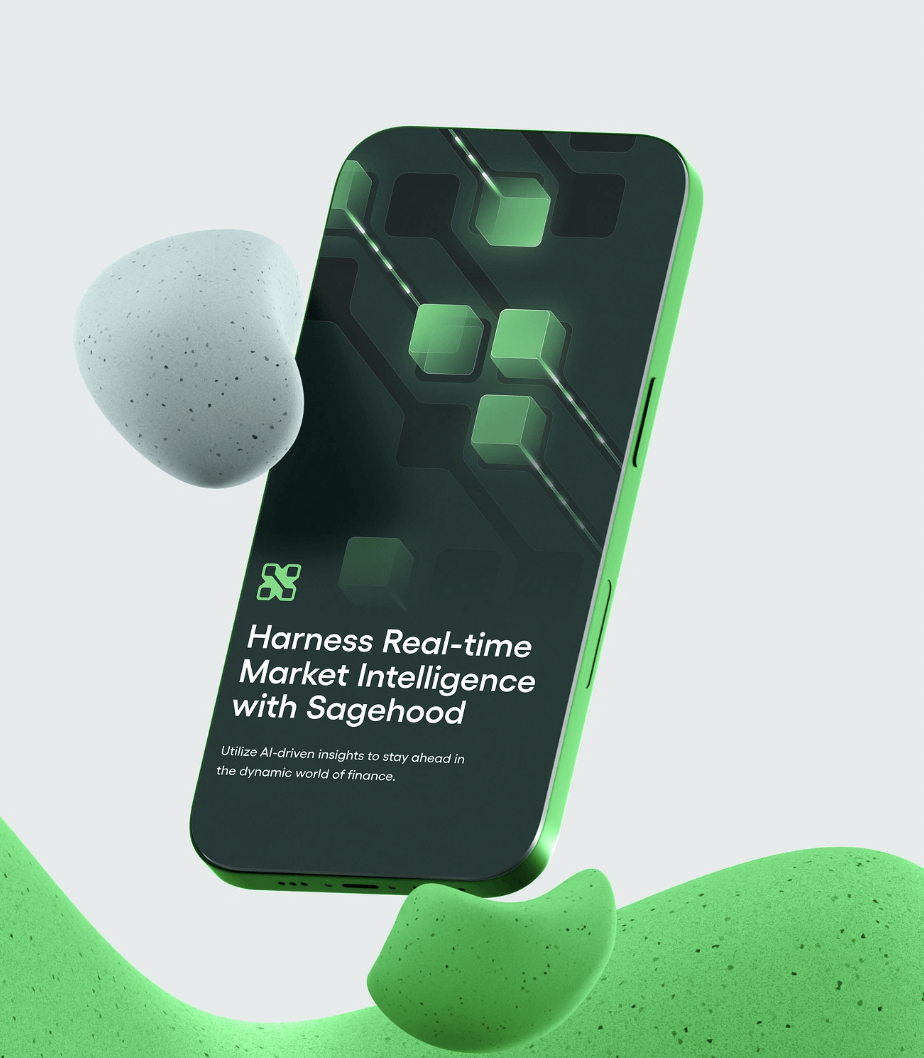 Harness Real-time
Market Intelligence
with Sagehood
Utilize AI-driven insights to stay ahead in
the dynamic world of finance.